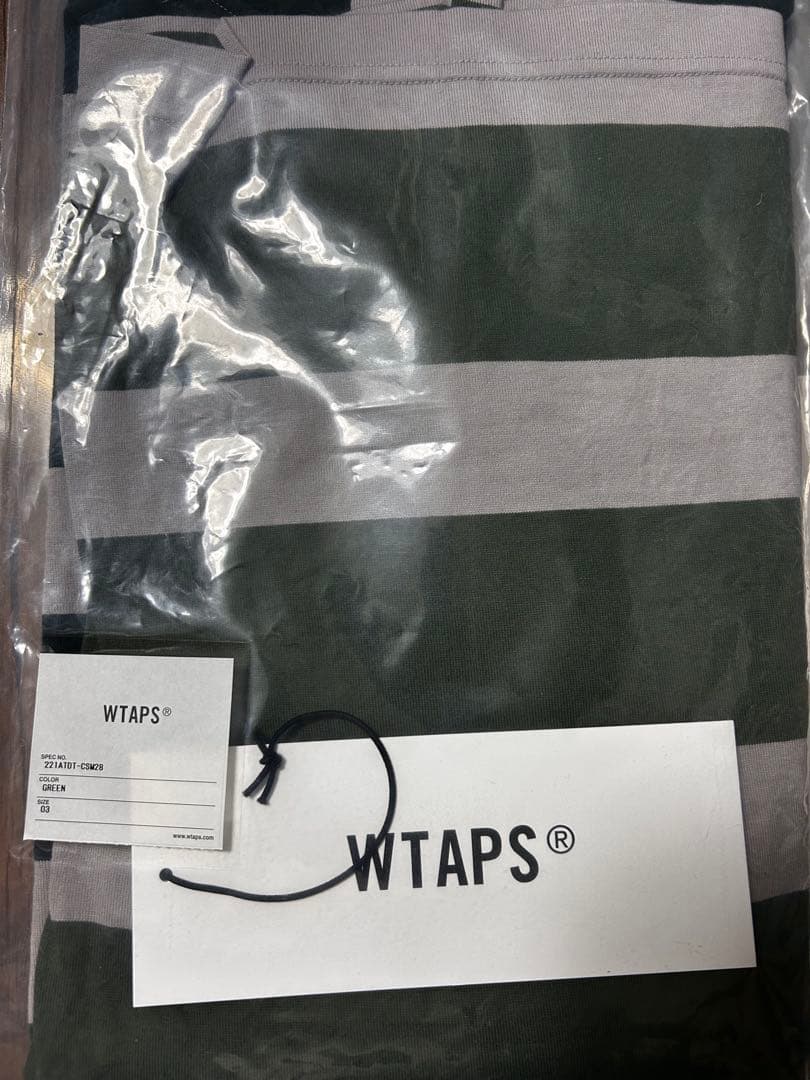 WTAPS®
SPEC NO.
221ATDT-CSM28
COLOR
GREEN
SIZE
03
www.wtaps.com
WTAPS®